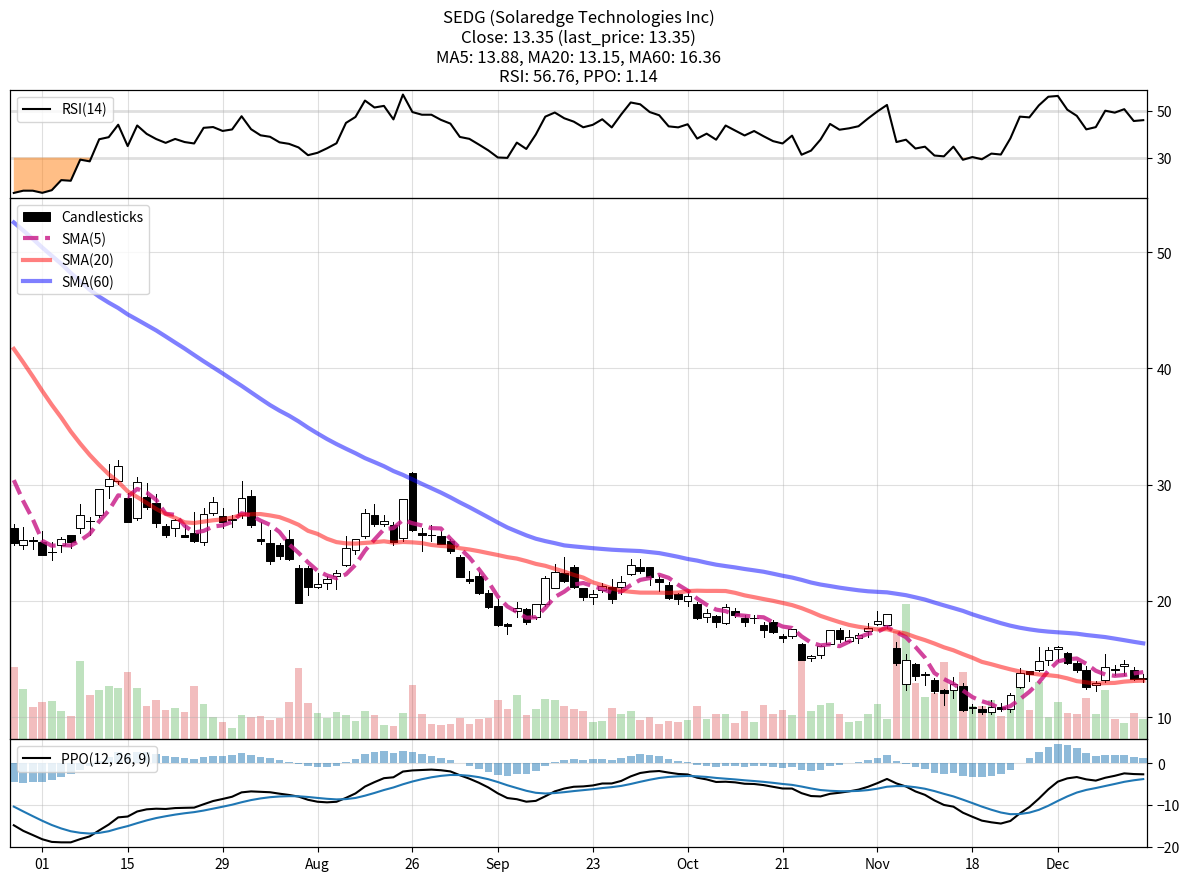 SEDG (Solaredge Technologies Inc)
Close: 13.35 (last_price: 13.35)
MA5: 13.88, MA20: 13.15, MA60: 16.36
RSI: 56.76, PPO: 1.14
RSI(14)
50
30
Candlesticks
SMA(5)
SMA(20)
SMA(60)
50
40
30
20
10
PPO(12, 26, 9)
0
−10
−20
01 15 29 Aug 26 Sep 23 Oct 21 Nov 18 Dec